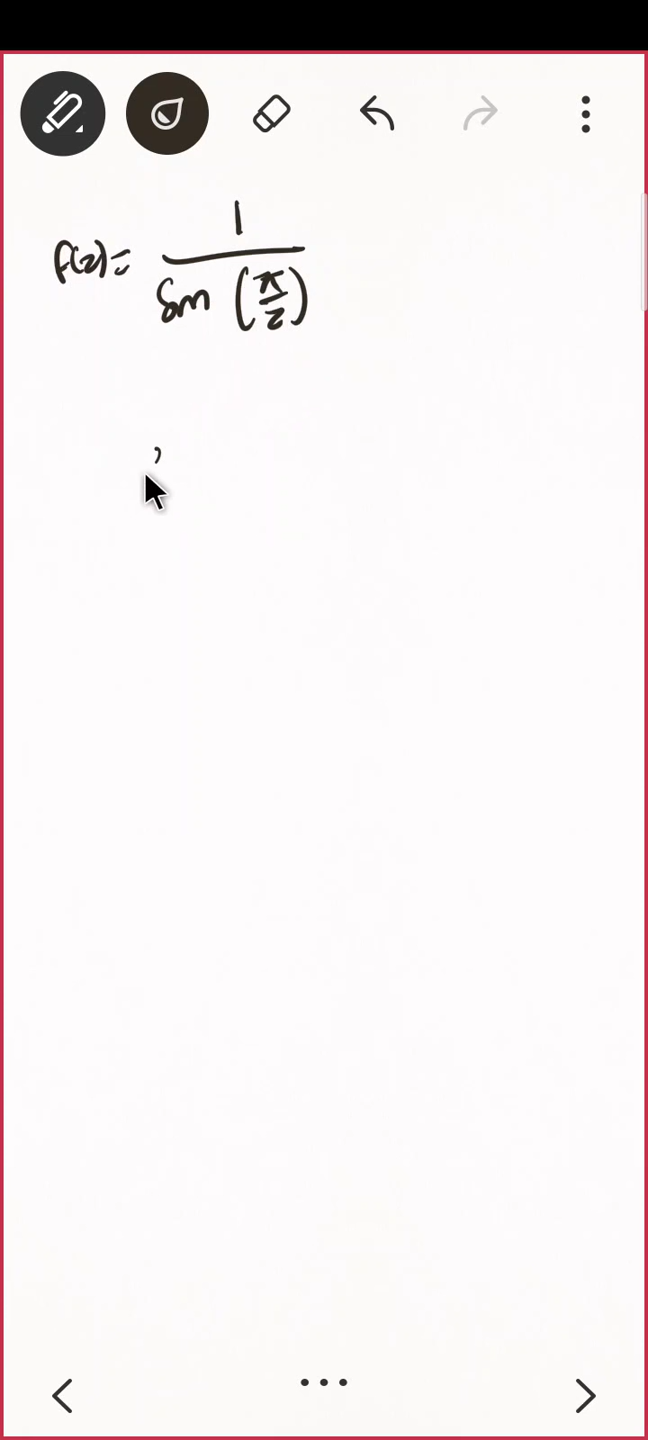 f(z) = 1 / sin (π/z)
,